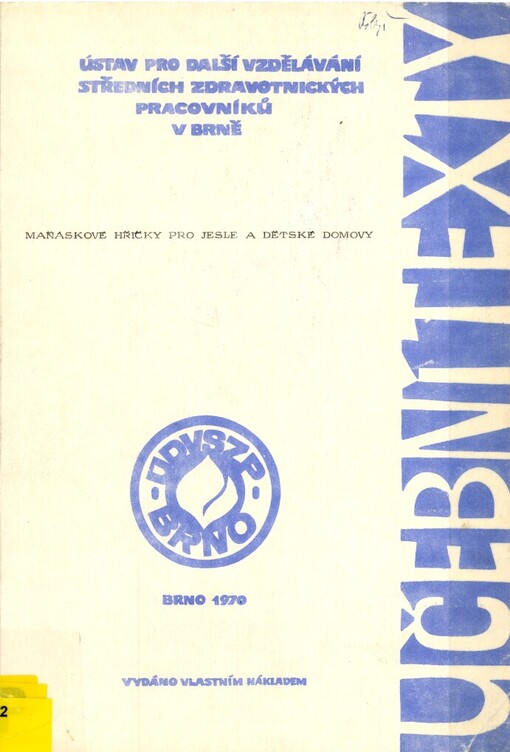 ÚSTAV PRO DALŠÍ VZDĚLÁVÁNÍ
STŘEDNÍCH ZDRAVOTNICKÝCH
PRACOVNÍKŮ
V BRNĚ
MAŇASKOVÉ HŘÍČKY PRO JESLE A DĚTSKÉ DOMOVY
UČEBNÍ TEXTY
ÚDVSZP
BRNO
BRNO 1970
VYDÁNO VLASTNÍM NÁKLADEM
2